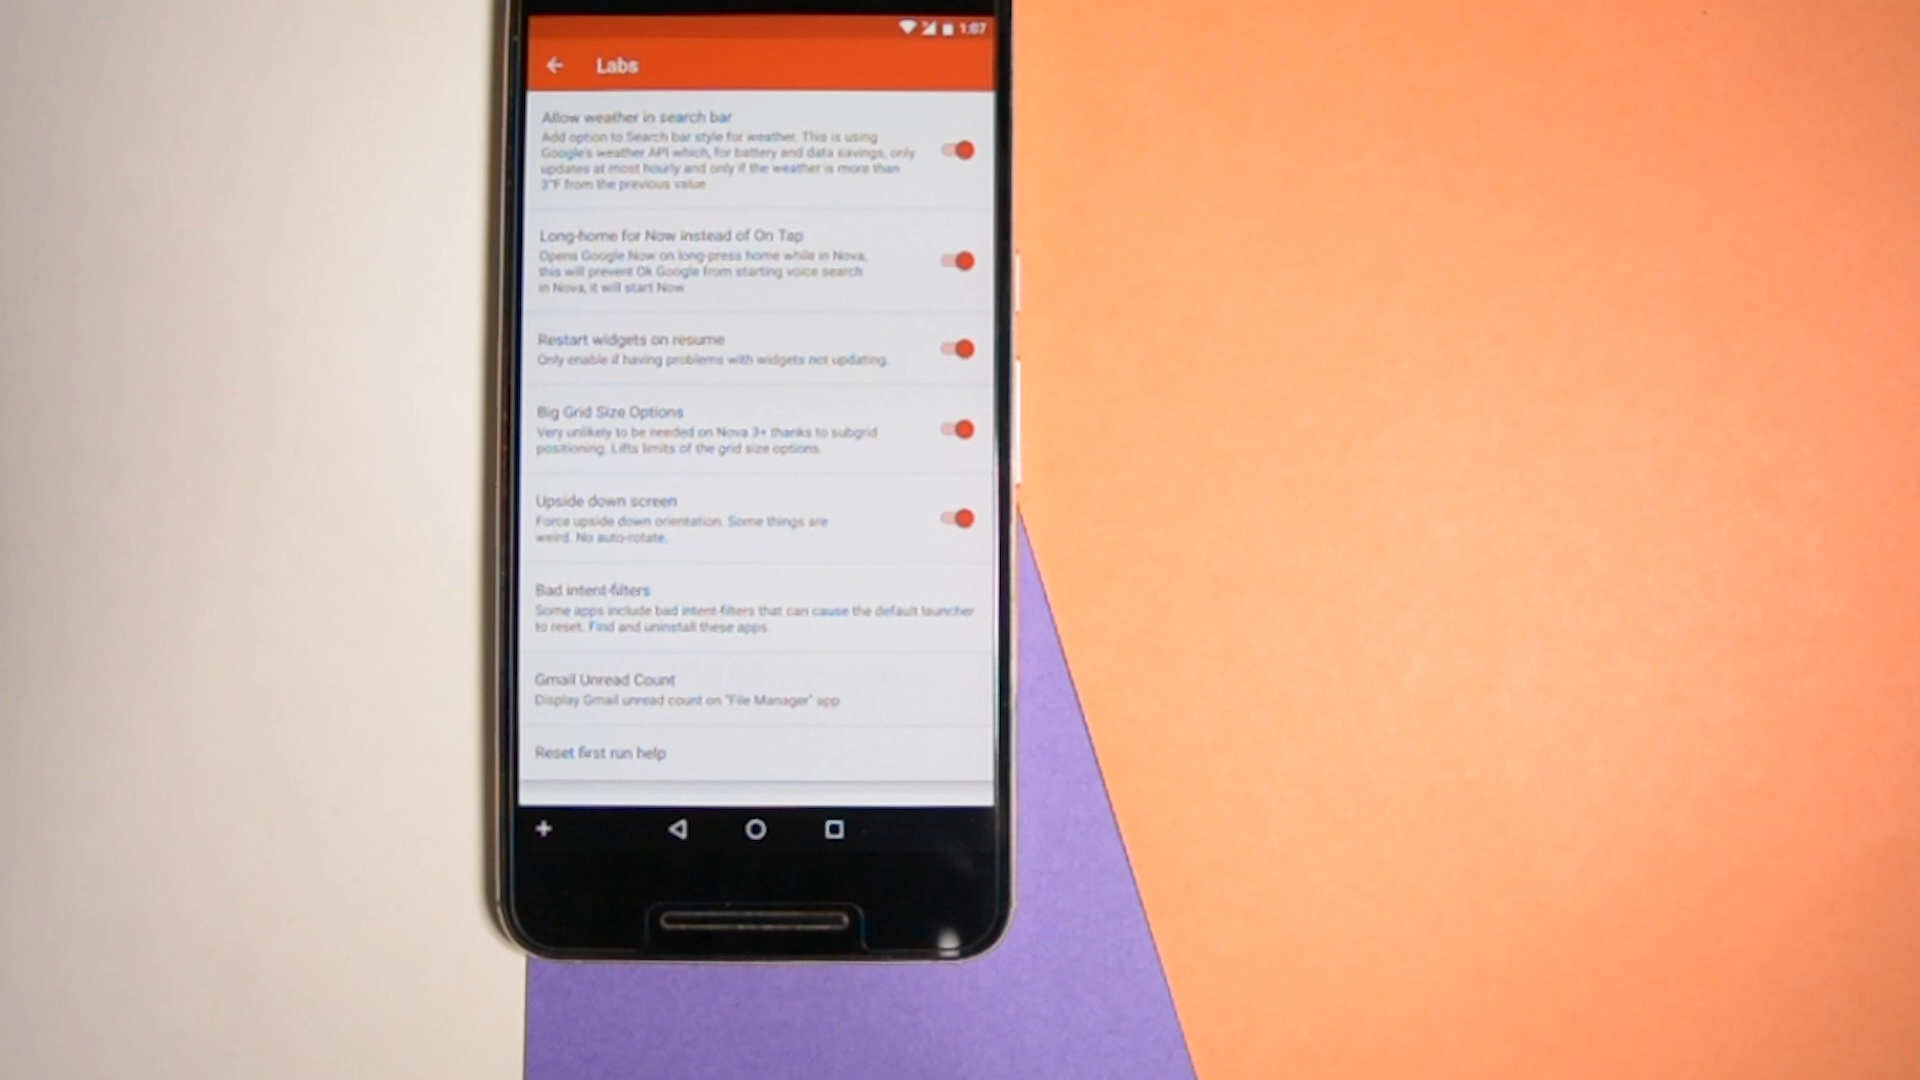 1:07
Labs
Allow weather in search bar
Add option to Search bar style for weather. This is using
Google's weather API which, for battery and data savings, only
updates at most hourly and only if the weather is more than
3°F from the previous value
Long-home for Now instead of On Tap
Opens Google Now on long-press home while in Nova,
this will prevent Ok Google from starting voice search
in Nova, it will start Now
Restart widgets on resume
Only enable if having problems with widgets not updating.
Big Grid Size Options
Very unlikely to be needed on Nova 3+ thanks to subgrid
positioning. Lifts limits of the grid size options.
Upside down screen
Force upside down orientation. Some things are
weird. No auto-rotate.
Bad intent-filters
Some apps include bad intent-filters that can cause the default launcher
to reset. Find and uninstall these apps.
Gmail Unread Count
Display Gmail unread count on "File Manager" app
Reset first run help